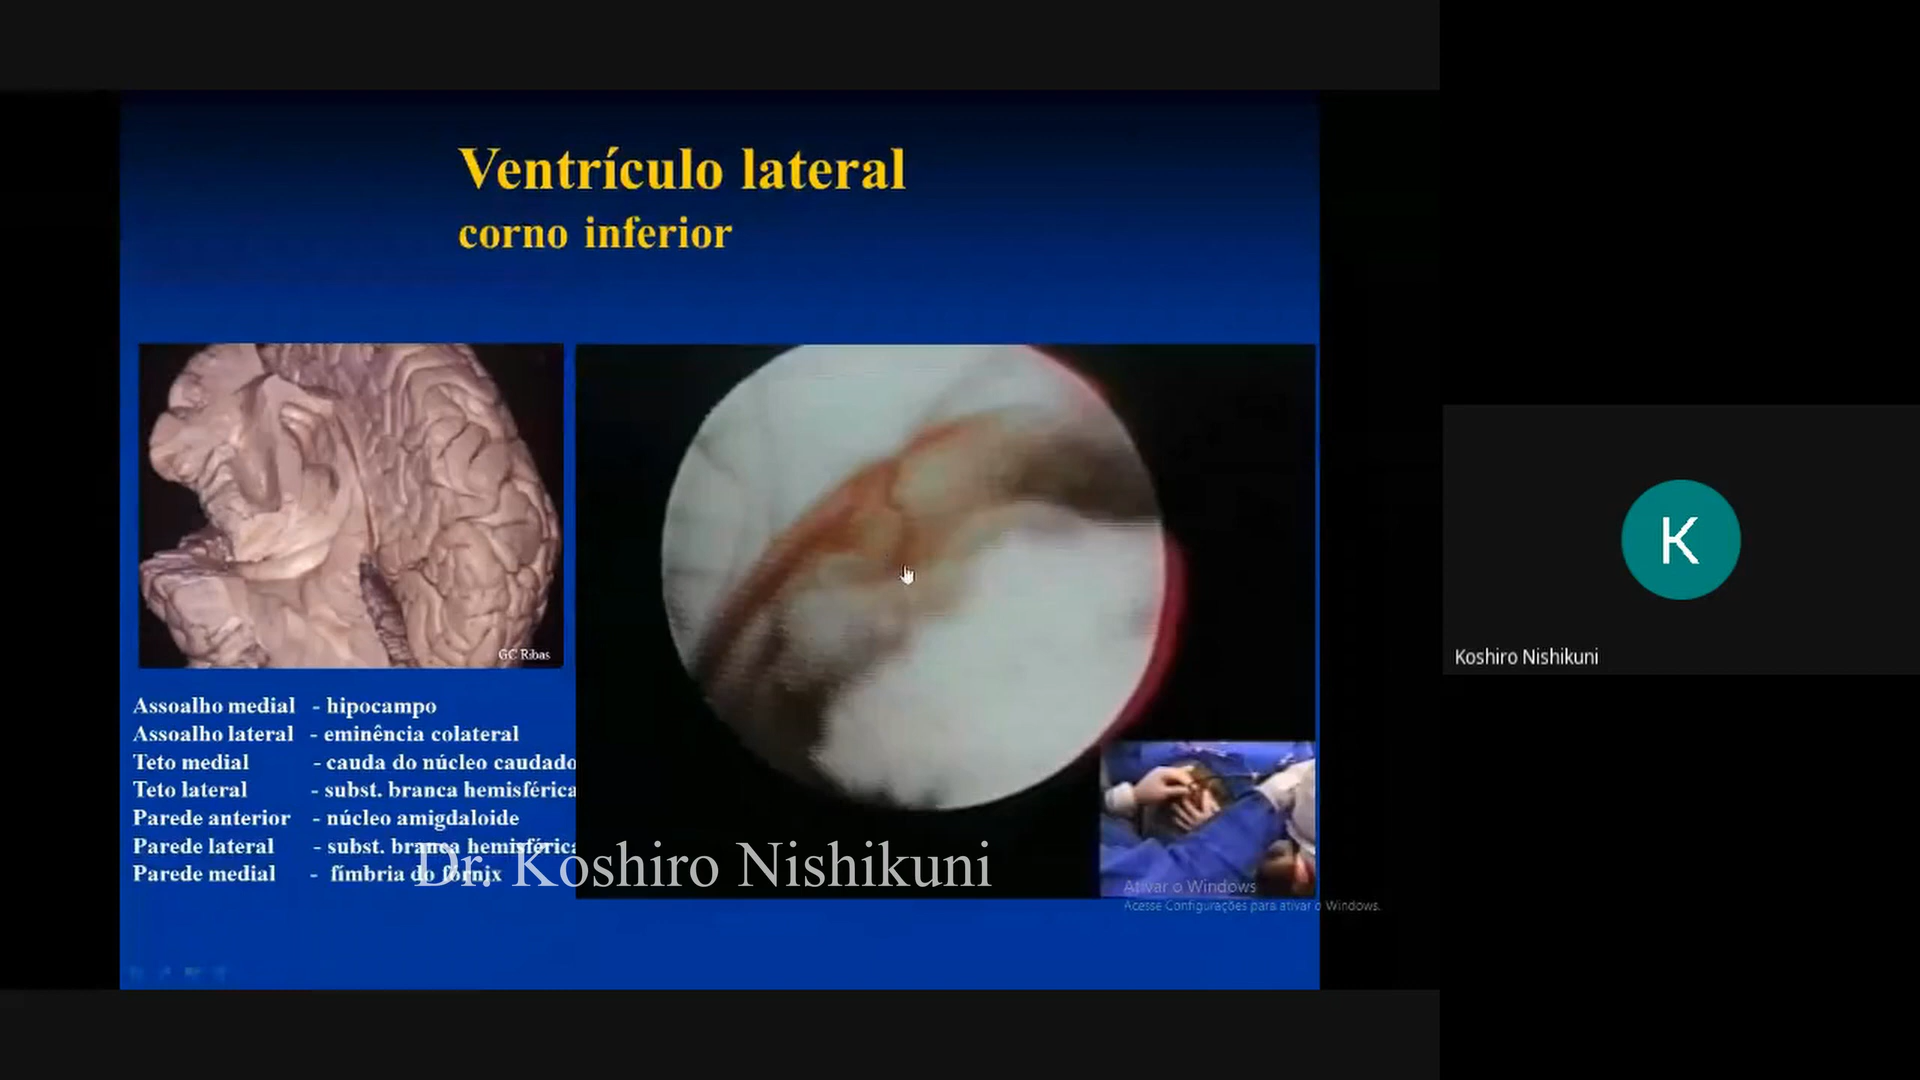 Ventrículo lateral
corno inferior
GC Ribas
Assoalho medial - hipocampo
Assoalho lateral - eminência colateral
Teto medial - cauda do núcleo caudado
Teto lateral - subst. branca hemisférica
Parede anterior - núcleo amigdaloide
Parede lateral - subst. branca hemisférica
Parede medial - fímbria do fórnix
Dr. Koshiro Nishikuni
Ativar o Windows
Acesse Configurações para ativar o Windows.
K
Koshiro Nishikuni